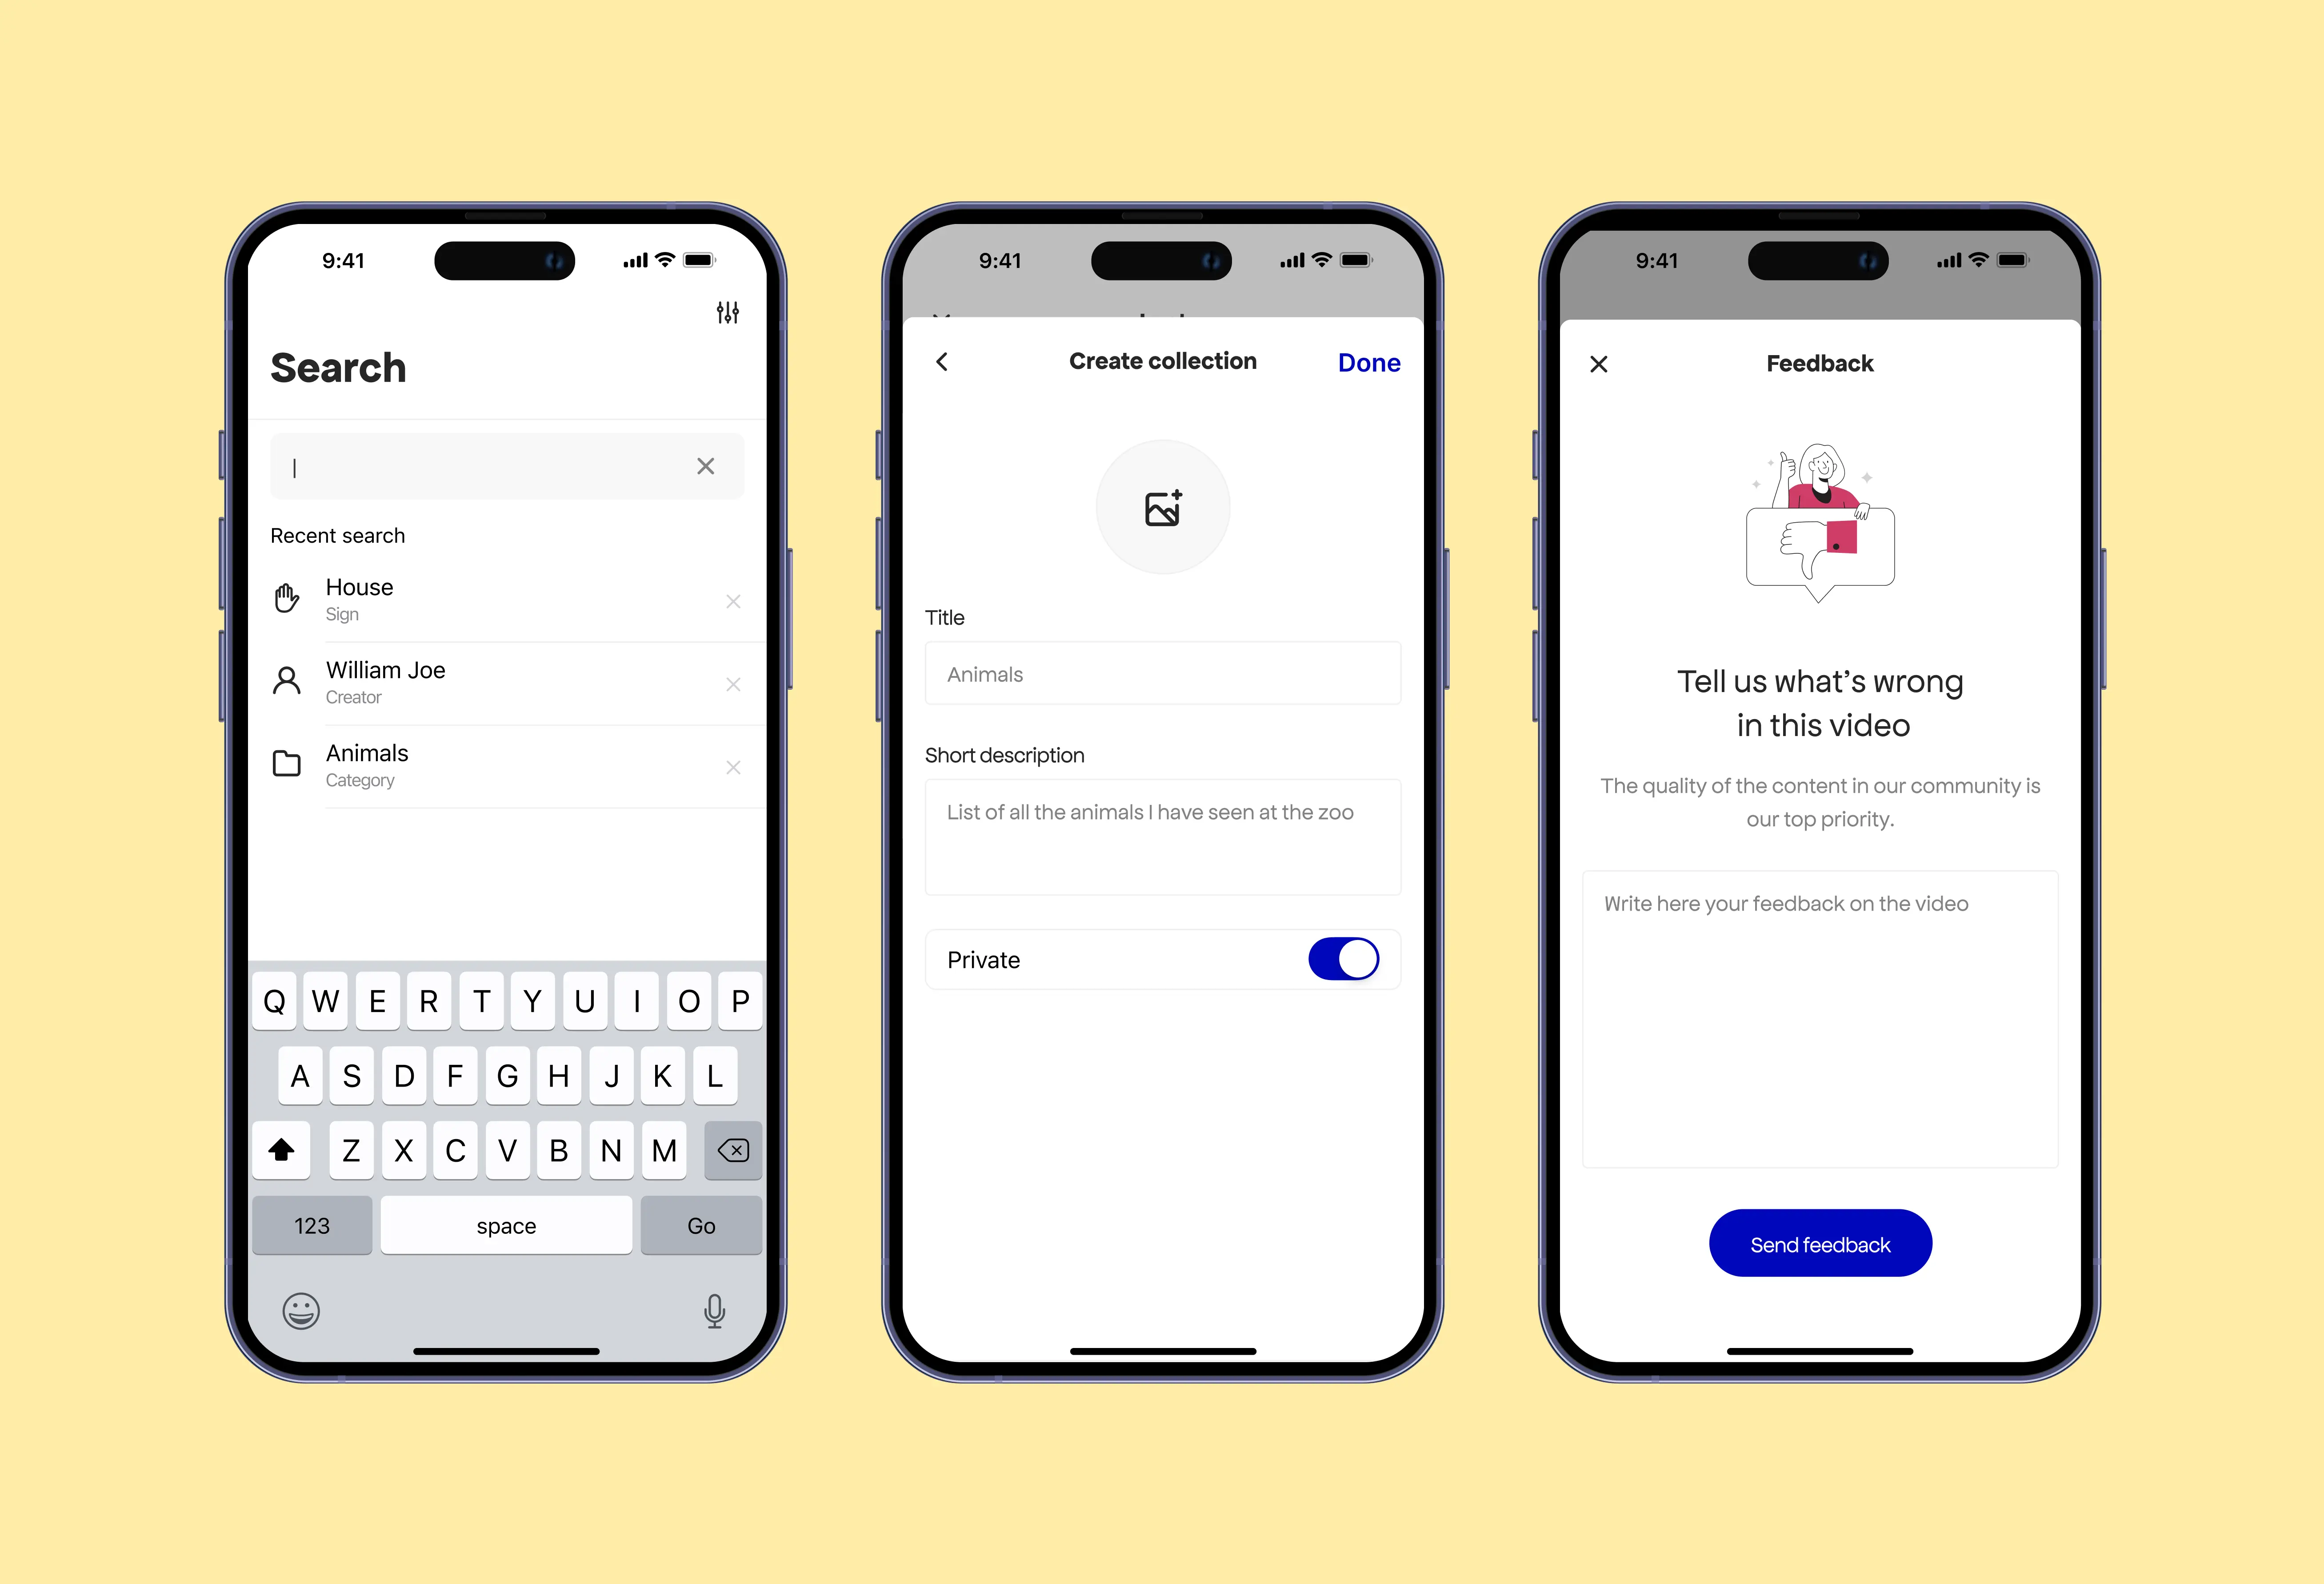 9:41
Search
Recent search
House
Sign
William Joe
Creator
Animals
Category
Q W E R T Y U I O P
A S D F G H J K L
Z X C V B N M
123 space Go
9:41
Create collection
Done
Title
Animals
Short description
List of all the animals I have seen at the zoo
Private
9:41
Feedback
Tell us what’s wrong
in this video
The quality of the content in our community is
our top priority.
Write here your feedback on the video
Send feedback